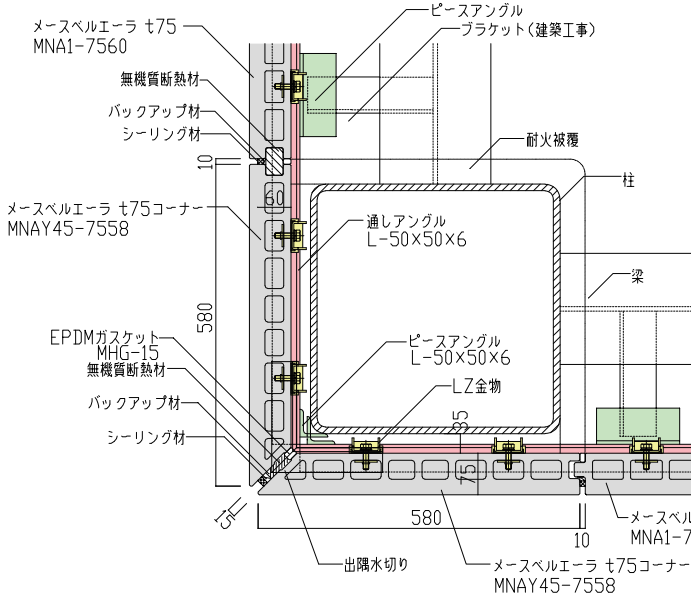 メースベルエーラ t75
MNA1-7560
ピースアングル
ブラケット(建築工事)
無機質断熱材
バックアップ材
シーリング材
耐火被覆
10
柱
60
メースベルエーラ t75コーナー
MNAY45-7558
通しアングル
L-50×50×6
梁
580
EPDMガスケット
MHG-15
無機質断熱材
ピースアングル
L-50×50×6
LZ金物
バックアップ材
35
シーリング材
75
15
580
10
メースベル
MNA1-7
出隅水切り
メースベルエーラ t75コーナー
MNAY45-7558